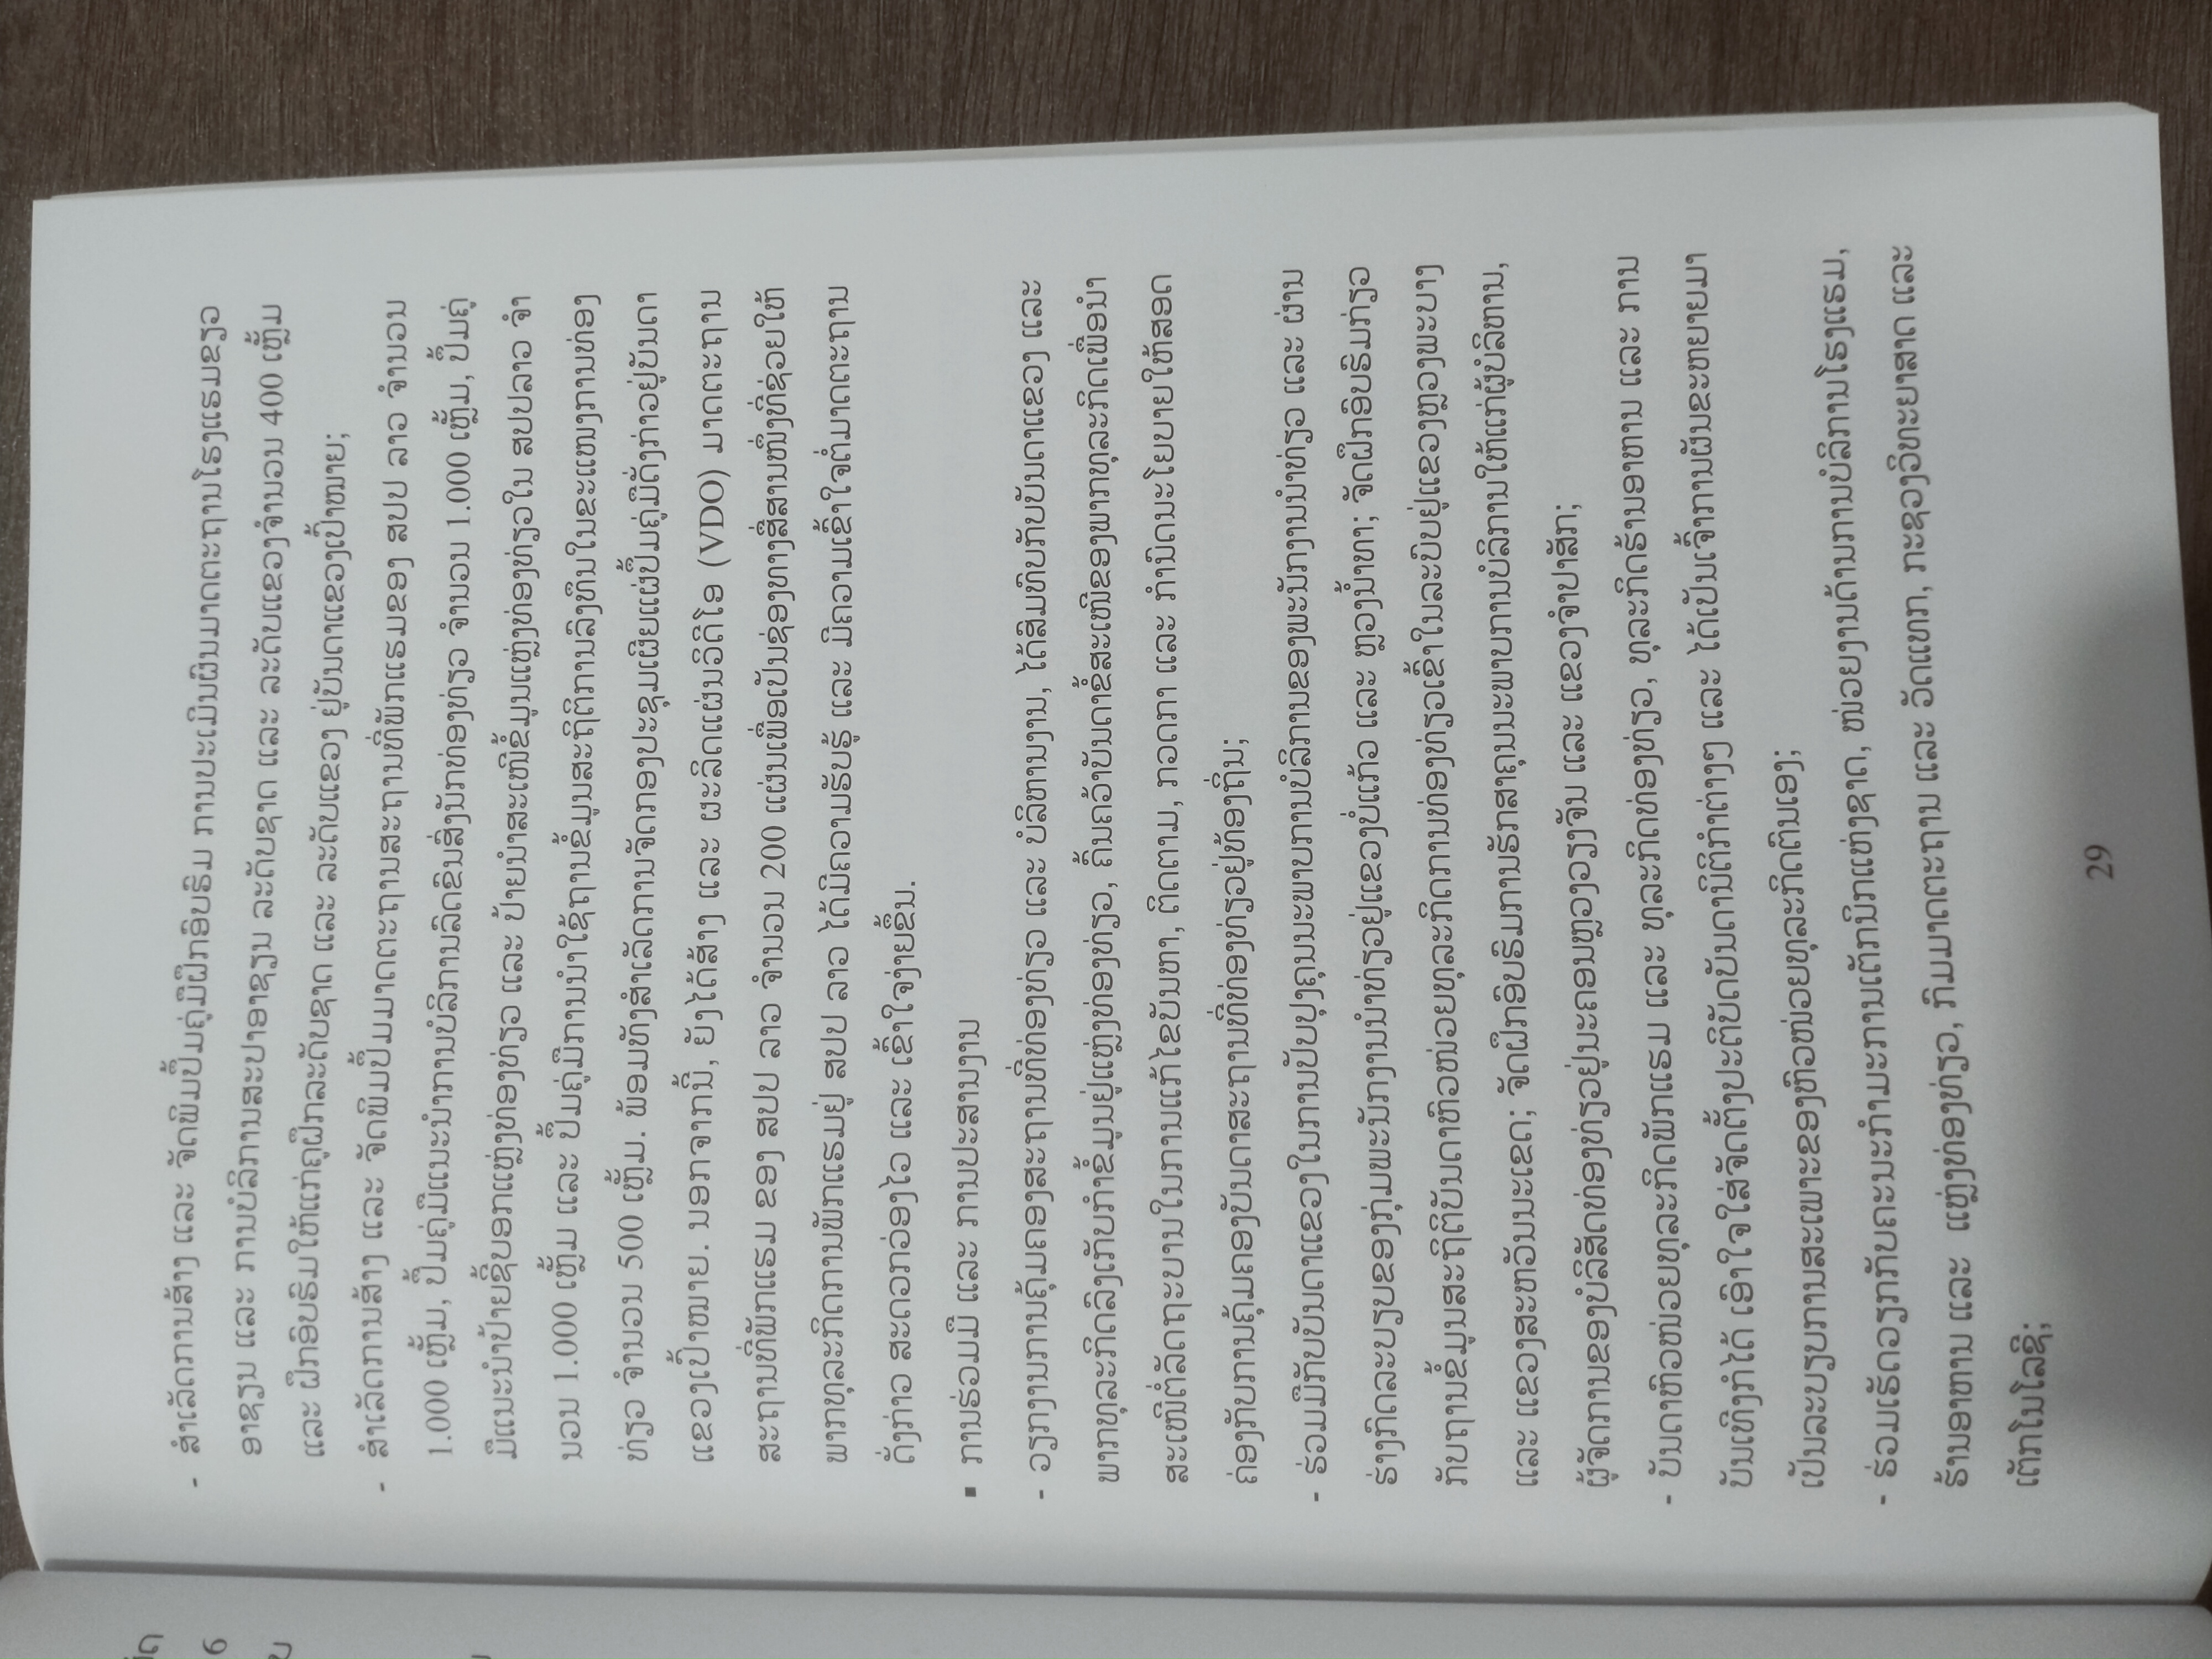 - ສຳເລັດການສ້າງ ແລະ ຈັດພິມປຶ້ມຄູ່ມືຝຶກອົບຮົມ ການປະເມີນຜົນມາດຕະຖານໂຮງແຮມຂຽວ
ອາຊຽນ ແລະ ການບໍລິການສະປາອາຊຽນ ລະດັບຊາດ ແລະ ລະດັບແຂວງຈຳນວນ 400 ເຫຼັ້ມ
ແລະ ຝຶກອົບຮົມໃຫ້ແກ່ຄູຝຶກລະດັບຊາດ ແລະ ລະດັບແຂວງ ຢູ່ບັນດາແຂວງເປົ້າໝາຍ;
- ສຳເລັດການສ້າງ ແລະ ຈັດພິມປຶ້ມມາດຕະຖານສະຖານທີ່ພັກແຮມຂອງ ສປປ ລາວ ຈຳນວນ
1.000 ເຫຼັ້ມ, ປຶ້ມຄູ່ມືແນະນຳການບໍລິການລົດຂົນສົ່ງນັກທ່ອງທ່ຽວ ຈຳນວນ 1.000 ເຫຼັ້ມ, ປຶ້ມຄູ່
ມືແນະນຳປ້າຍຊີ້ບອກແຫຼ່ງທ່ອງທ່ຽວ ແລະ ປ້າຍນຳສະເໜີຂໍ້ມູນແຫຼ່ງທ່ອງທ່ຽວໃນ ສປປລາວ ຈຳ
ນວນ 1.000 ເຫຼັ້ມ ແລະ ປຶ້ມຄູ່ມືການນຳໃຊ້ຖານຂໍ້ມູນສະຖິຕິການລົງທຶນໃນຂະແໜງການທ່ອງ
ທ່ຽວ ຈຳນວນ 500 ເຫຼັ້ມ. ພ້ອມທັງສຳເລັດການຈັດກອງປະຊຸມເຜີຍແຜ່ປຶ້ມຄູ່ມືດັ່ງກ່າວຢູ່ບັນດາ
ແຂວງເປົ້າໝາຍ. ນອກຈາກນີ້, ຍັງໄດ້ສ້າງ ແລະ ຜະລິດແຜ່ນວີດີໂອ (VDO) ມາດຕະຖານ
ສະຖານທີ່ພັກແຮມ ຂອງ ສປປ ລາວ ຈຳນວນ 200 ແຜ່ນເພື່ອເປັນຊ່ອງທາງສື່ສານໜຶ່ງທີ່ຊ່ວຍໃຫ້
ພາກທຸລະກິດການພັກແຮມຢູ່ ສປປ ລາວ ໄດ້ມີຄວາມຮັບຮູ້ ແລະ ມີຄວາມເຂົ້າໃຈຕໍ່ມາດຕະຖານ
ດັ່ງກ່າວ ສະດວກວ່ອງໄວ ແລະ ເຂົ້າໃຈງ່າຍຂຶ້ນ.
▪ ການຮ່ວມມື ແລະ ການປະສານງານ
- ວຽກງານການຄຸ້ມຄອງສະຖານທີ່ທ່ອງທ່ຽວ ແລະ ບໍລິຫານງານ, ໄດ້ສົມທົບກັບບັນດາແຂວງ ແລະ
ພາກທຸລະກິດລົງເກັບກຳຂໍ້ມູນຢູ່ແຫຼ່ງທ່ອງທ່ຽວ, ຄົ້ນຄວ້າບັນດາຂໍ້ສະເໜີຂອງພາກທຸລະກິດເພື່ອນຳ
ສະເໜີຕໍ່ລັດຖະບານໃນການແກ້ໄຂບັນຫາ, ຕິດຕາມ, ກວດກາ ແລະ ກຳນົດນະໂຍບາຍໃຫ້ສອດ
ຄ່ອງກັບການຄຸ້ມຄອງບັນດາສະຖານທີ່ທ່ອງທ່ຽວຢູ່ທ້ອງຖິ່ນ;
- ຮ່ວມມືກັບບັນດາແຂວງໃນການປັບປຸງຄຸນນະພາບການບໍລິການຂອງພະນັກງານນຳທ່ຽວ ແລະ ຜ່ານ
ຮ່າງກົດລະບຽບຂອງກຸ່ມພະນັກງານນຳທ່ຽວຢູ່ແຂວງບໍ່ແກ້ວ ແລະ ຫຼວງນ້ຳທາ; ຈັດຝຶກອົບຮົມກ່ຽວ
ກັບຖານຂໍ້ມູນສະຖິຕິບັນດາຫົວໜ່ວຍທຸລະກິດການທ່ອງທ່ຽວເຂົ້າໃນລະບົບຢູ່ແຂວງຫຼວງພະບາງ
ແລະ ແຂວງສະຫວັນນະເຂດ; ຈັດຝຶກອົບຮົມການຮັກສາຄຸນນະພາບການບໍລິການໃຫ້ແກ່ຜູ້ບໍລິຫານ,
ຜູ້ຈັດການຂອງບໍລິສັດທ່ອງທ່ຽວຢູ່ນະຄອນຫຼວງວຽງຈັນ ແລະ ແຂວງຈຳປາສັກ;
- ບັນດາຫົວໜ່ວຍທຸລະກິດພັກແຮມ ແລະ ທຸລະກິດທ່ອງທ່ຽວ, ທຸລະກິດຮ້ານອາຫານ ແລະ ການ
ບັນເທີງກໍໄດ້ ເອົາໃຈໃສ່ຈັດຕັ້ງປະຕິບັດບັນດານິຕິກຳຕ່າງໆ ແລະ ໄດ້ເປັນເຈົ້າການຜັນຂະຫຍາຍມາ
ເປັນລະບຽບການສະເພາະຂອງຫົວໜ່ວຍທຸລະກິດຕົນເອງ;
- ຮ່ວມເຮັດວຽກກັບຄະນະກຳມະການເຕັກນິກແຫ່ງຊາດ, ໜ່ວຍງານດ້ານການບໍລິການໂຮງແຮມ,
ຮ້ານອາຫານ ແລະ ແຫຼ່ງທ່ອງທ່ຽວ, ກົມມາດຕະຖານ ແລະ ວັດແທກ, ກະຊວງວິທະຍາສາດ ແລະ
ເຕັກໂນໂລຊີ;
29